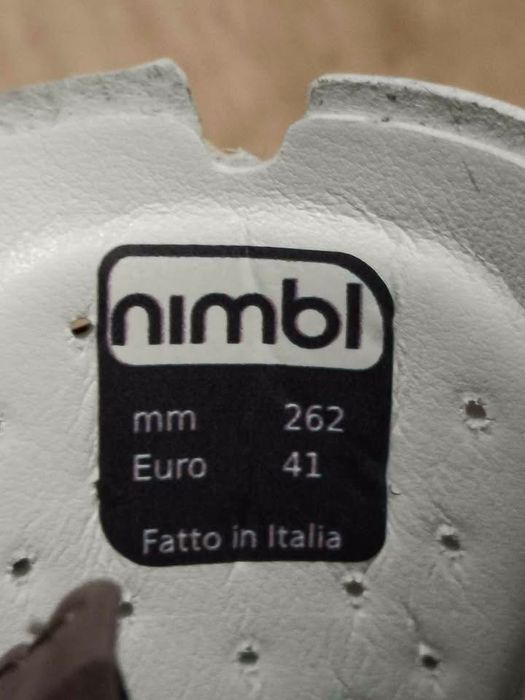 nimbl
mm 262
Euro 41
Fatto in Italia